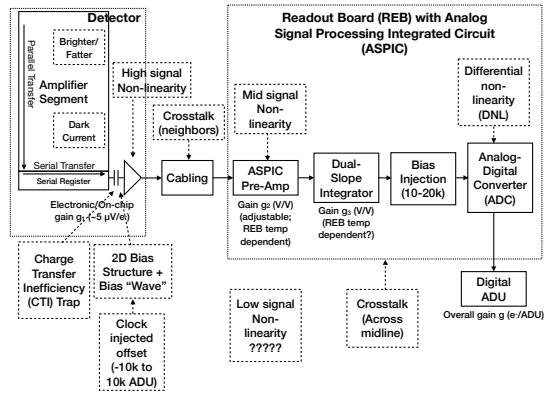 Detector
Parallel Transfer
Brighter/
Fatter
Amplifier
Segment
Dark
Current
Serial Transfer
Serial Register
Electronic/On-chip
gain g₁ (~5 μV/e-)
High signal
Non-linearity
Crosstalk
(neighbors)
Cabling
Charge
Transfer
Inefficiency
(CTI) Trap
2D Bias
Structure +
Bias “Wave”
Clock
injected
offset
(-10k to
10k ADU)
Readout Board (REB) with Analog
Signal Processing Integrated Circuit
(ASPIC)
Mid signal
Non-
linearity
ASPIC
Pre-Amp
Gain g₂ (V/V)
(adjustable;
REB temp
dependent)
Dual-
Slope
Integrator
Gain g₃ (V/V)
(REB temp
dependent?)
Bias
Injection
(10-20k)
Differential
non-
linearity
(DNL)
Analog-
Digital
Converter
(ADC)
Low signal
Non-
linearity
?????
Crosstalk
(Across
midline)
Digital
ADU
Overall gain g (e-/ADU)